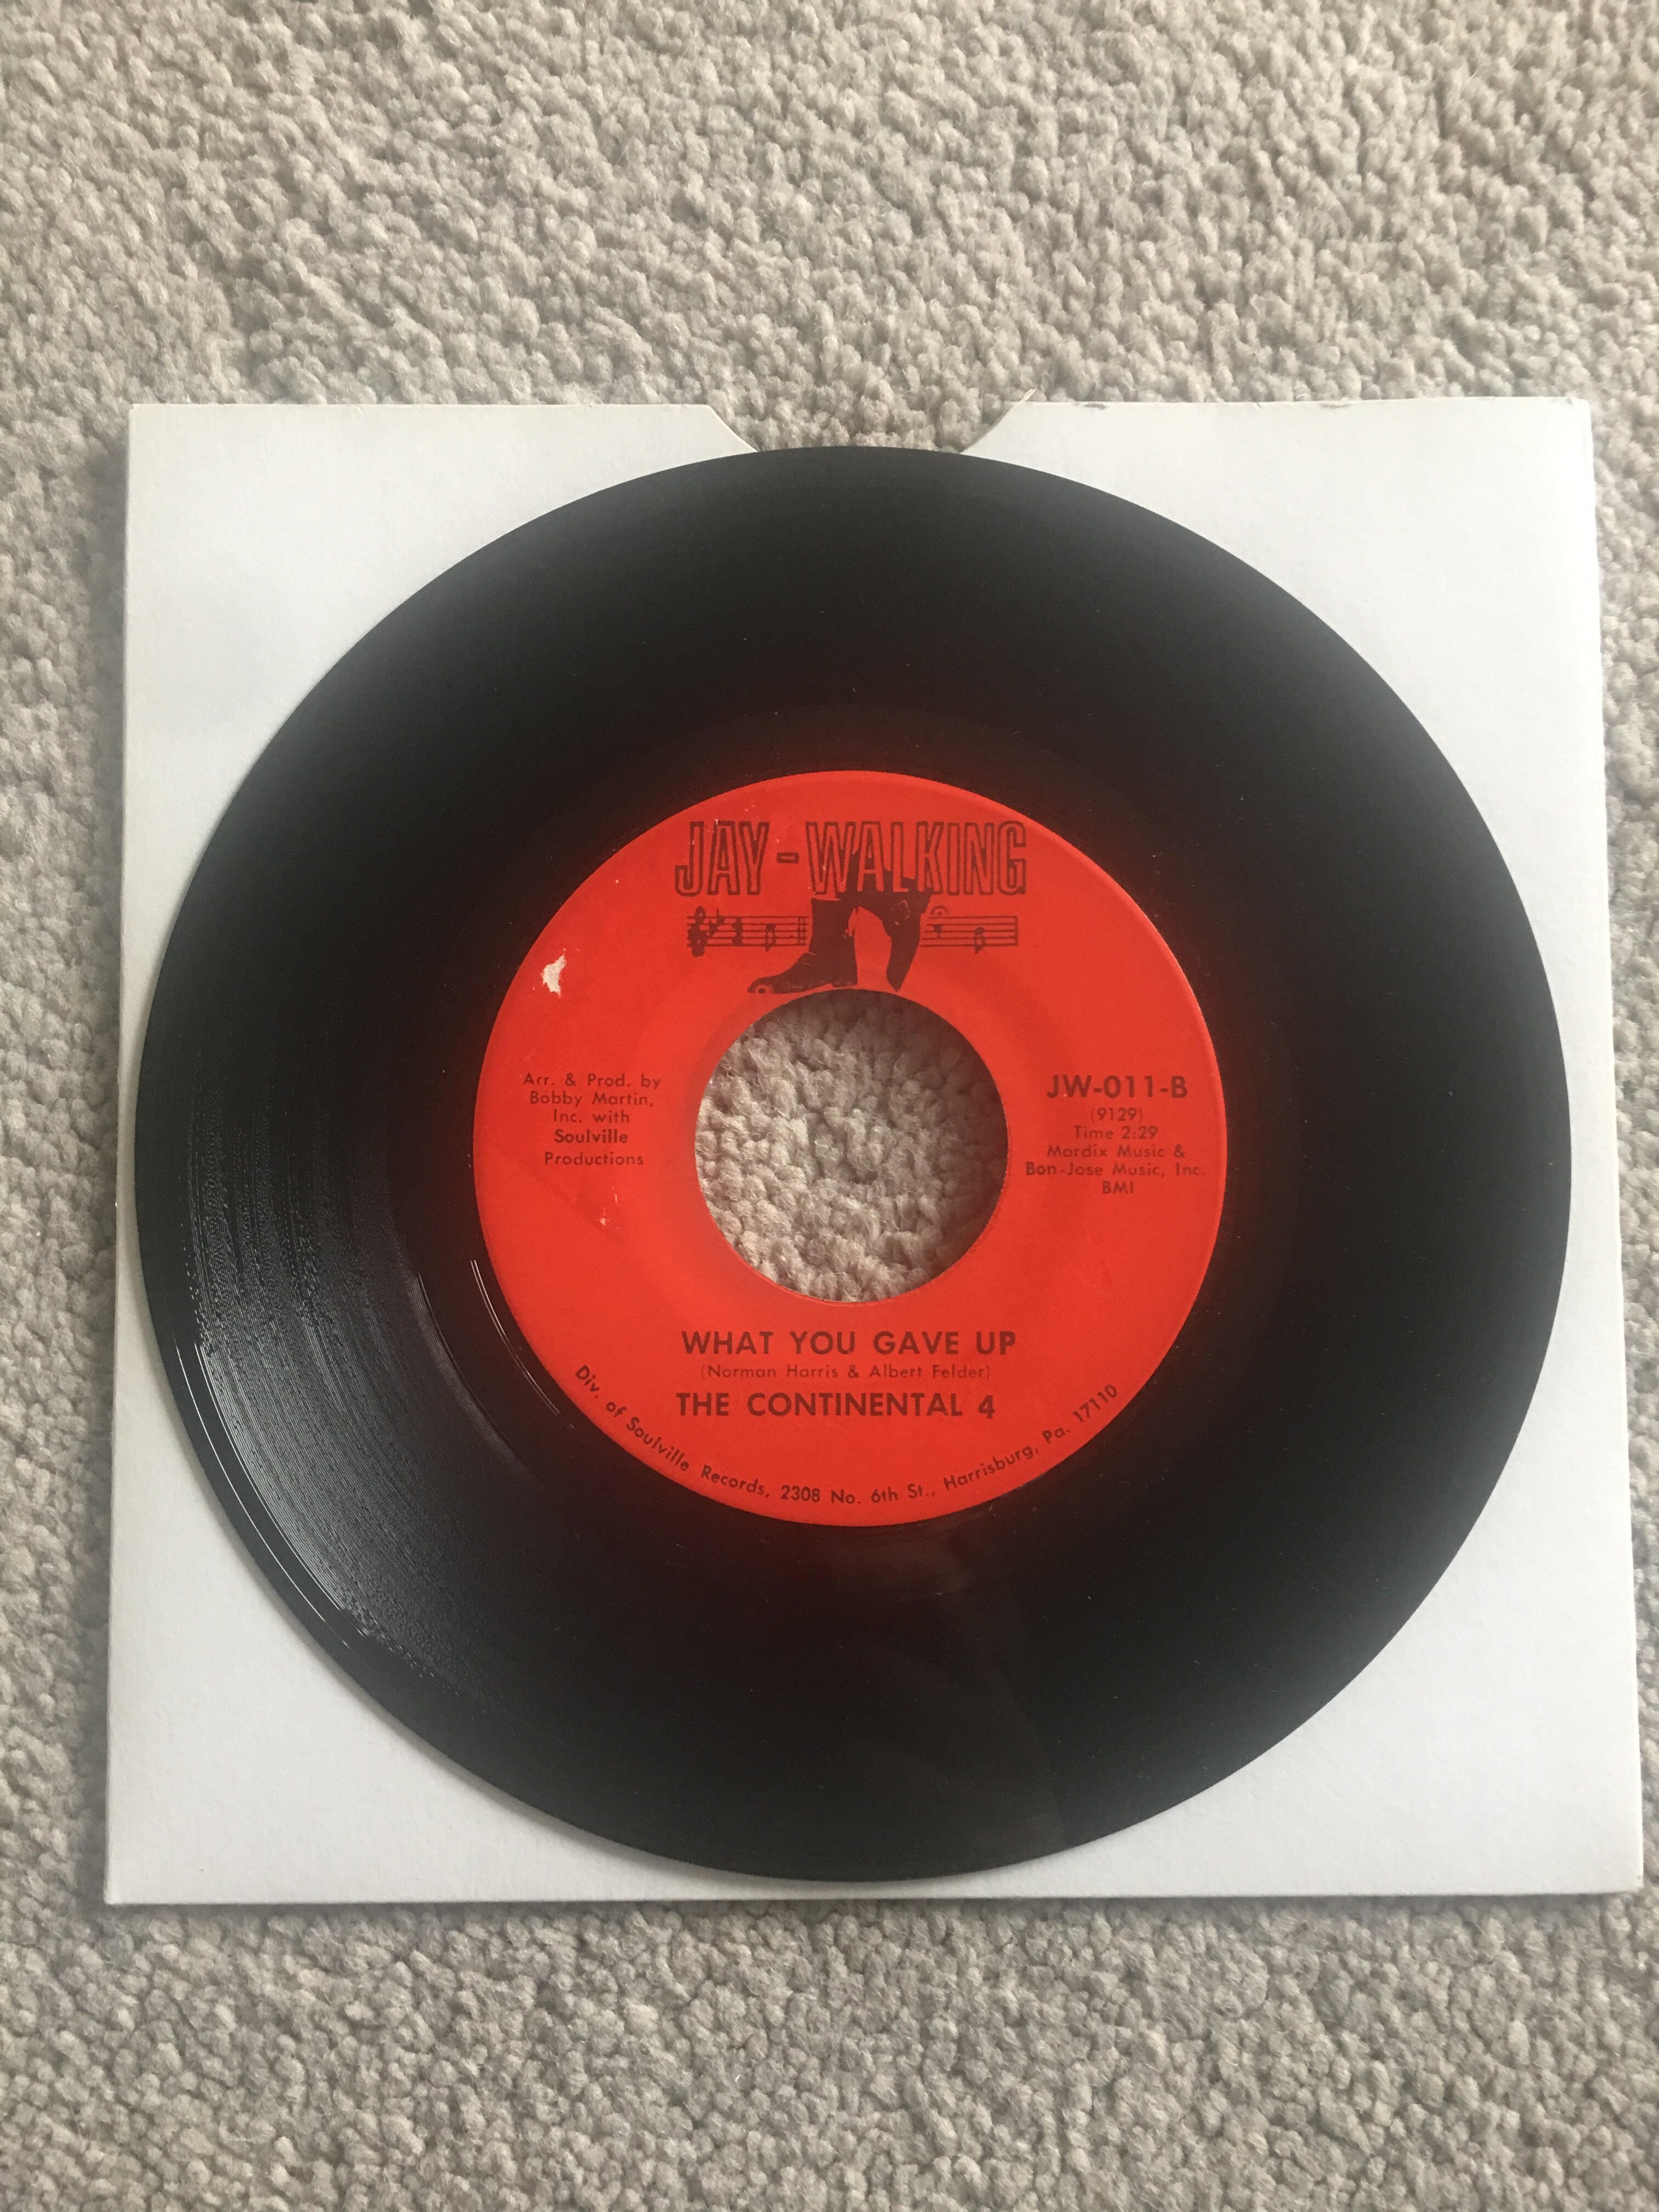 JAY-WALKING
Arr. & Prod. by
Bobby Martin,
Inc. with
Soulville
Productions
JW-011-B
(9129)
Time 2:29
Mardix Music &
Bon-Jose Music, Inc.
BMI
WHAT YOU GAVE UP
(Norman Harris & Albert Felder)
THE CONTINENTAL 4
Div. of Soulville Records, 2308 No. 6th St., Harrisburg, Pa. 17110